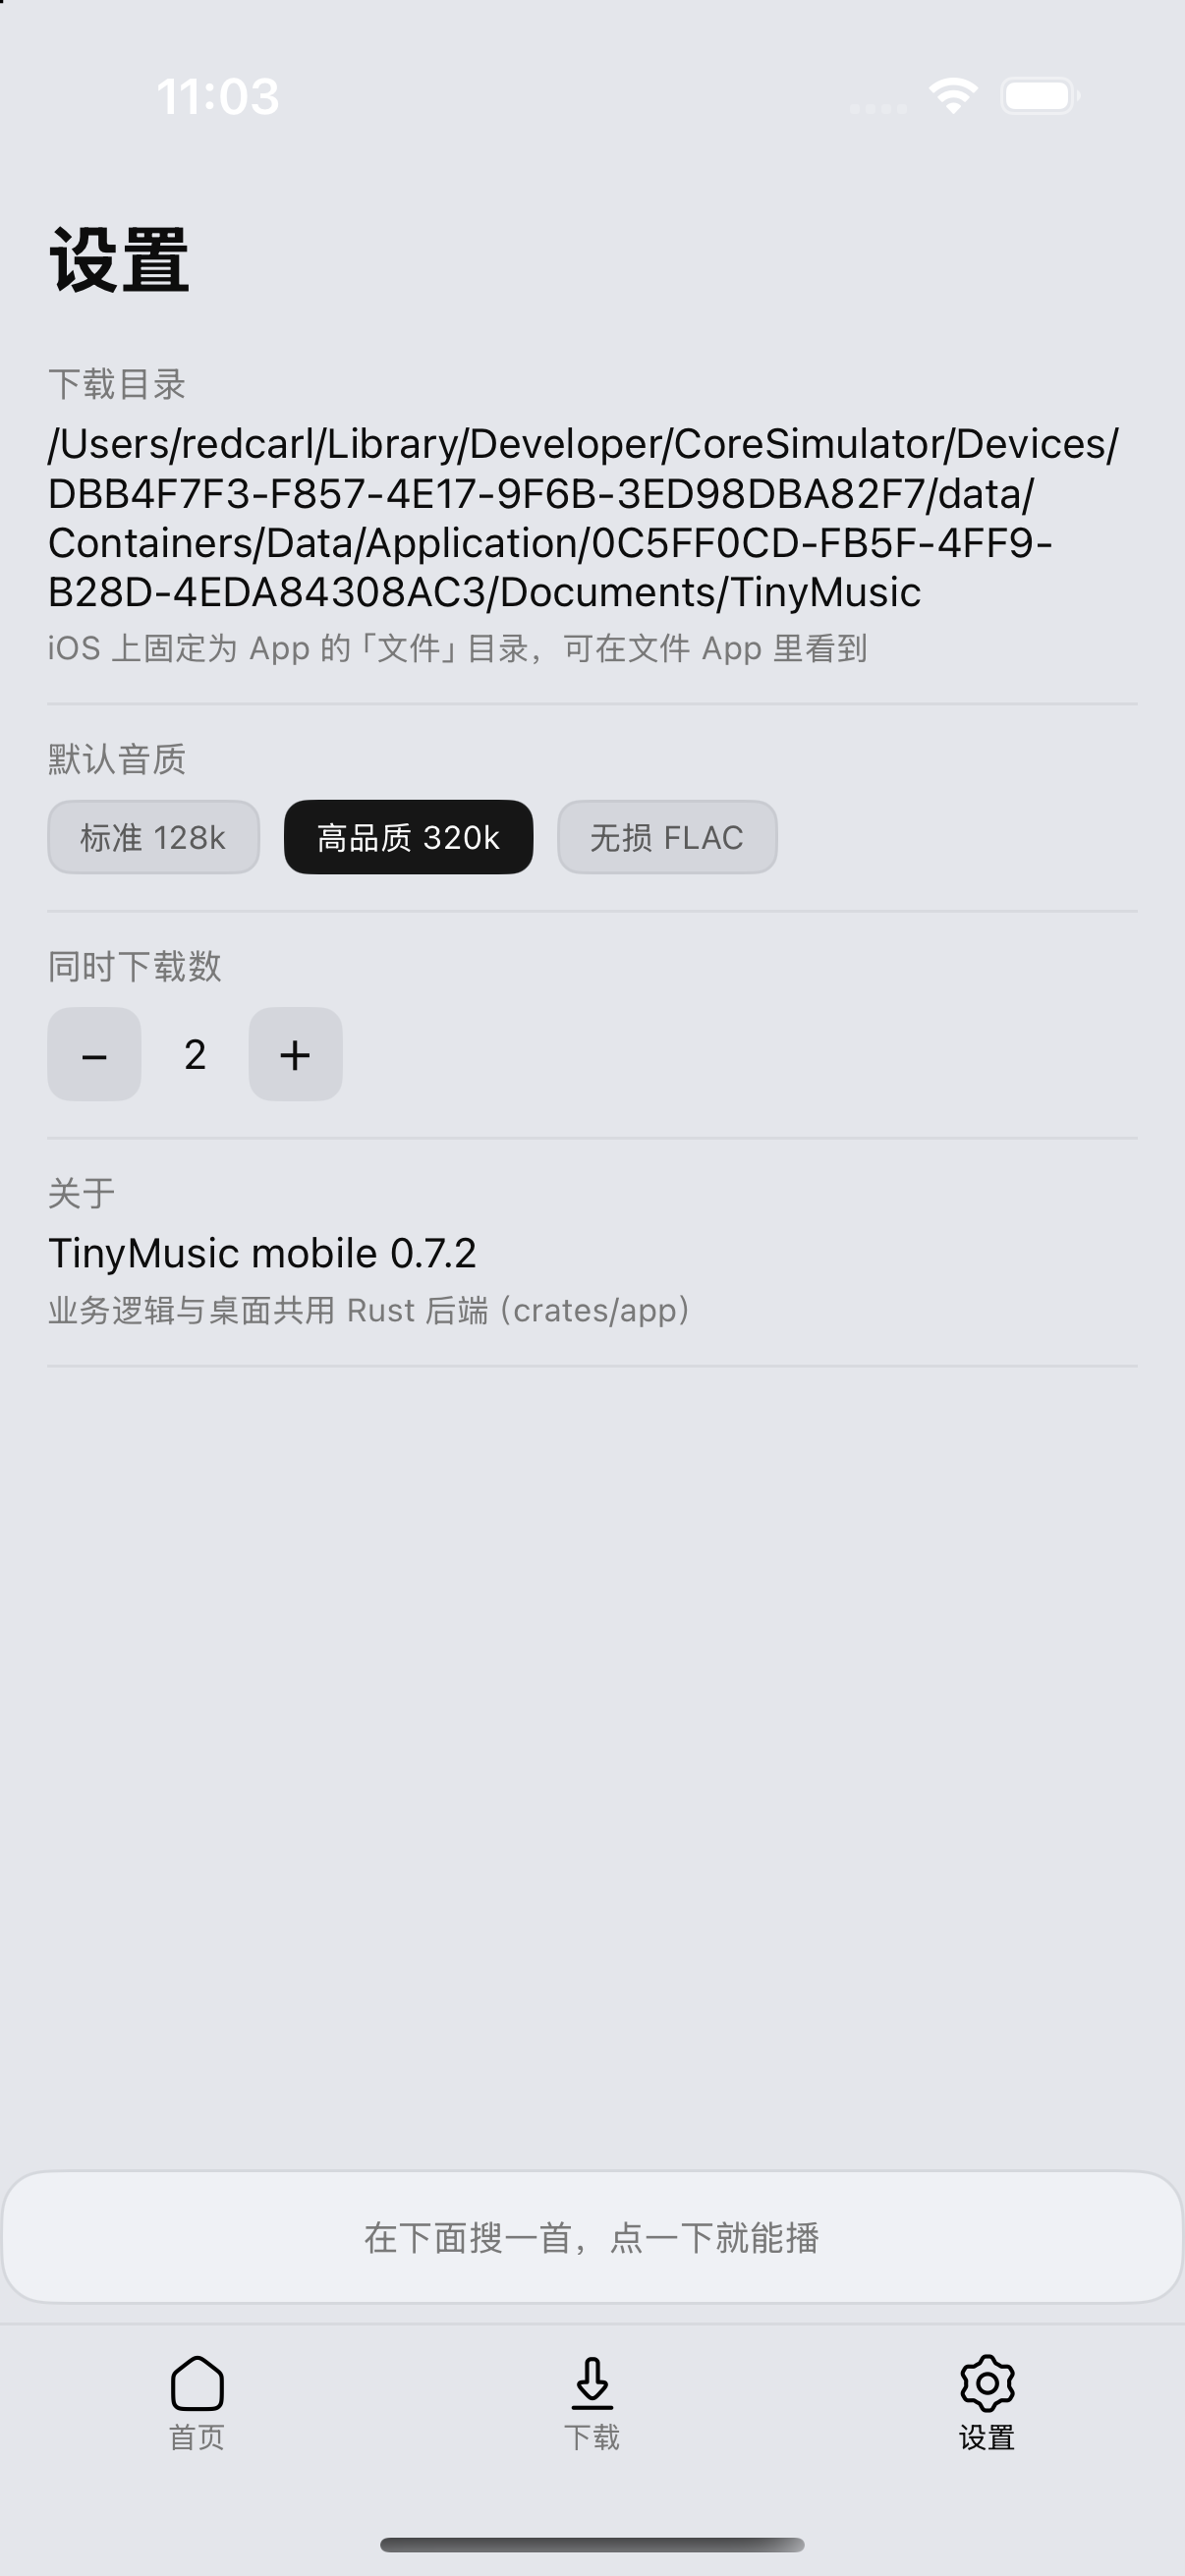 11:03
设置
下载目录
/Users/redcarl/Library/Developer/CoreSimulator/Devices/
DBB4F7F3-F857-4E17-9F6B-3ED98DBA82F7/data/
Containers/Data/Application/0C5FF0CD-FB5F-4FF9-
B28D-4EDA84308AC3/Documents/TinyMusic
iOS 上固定为 App 的「文件」目录，可在文件 App 里看到
默认音质
标准 128k 高品质 320k 无损 FLAC
同时下载数
− 2 +
关于
TinyMusic mobile 0.7.2
业务逻辑与桌面共用 Rust 后端（crates/app）
在下面搜一首，点一下就能播
首页 下载 设置